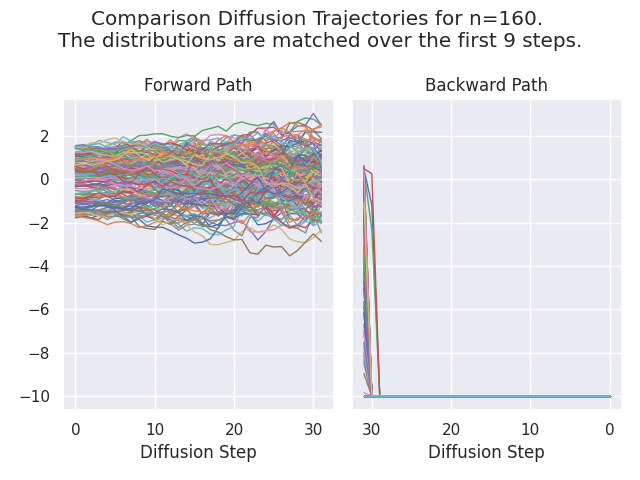 Comparison Diffusion Trajectories for n=160.
The distributions are matched over the first 9 steps.
Forward Path
Backward Path
2
0
−2
−4
−6
−8
−10
0 10 20 30
30 20 10 0
Diffusion Step
Diffusion Step